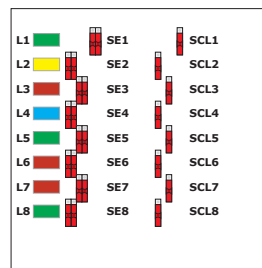 L1 SE1 SCL1
L2 SE2 SCL2
L3 SE3 SCL3
L4 SE4 SCL4
L5 SE5 SCL5
L6 SE6 SCL6
L7 SE7 SCL7
L8 SE8 SCL8